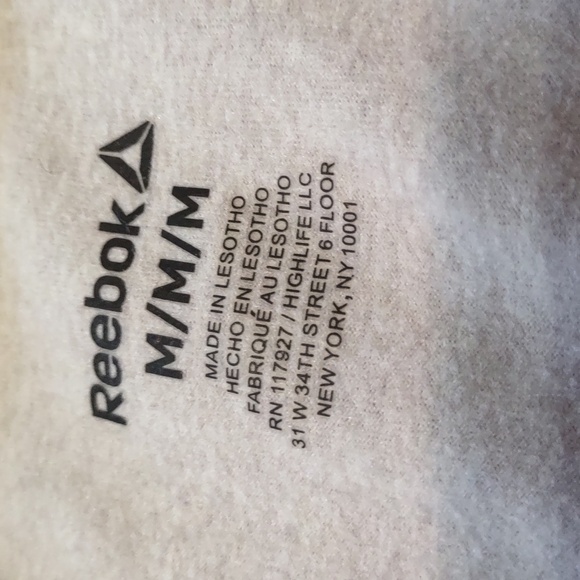 Reebok
M/M/M
MADE IN LESOTHO
HECHO EN LESOTHO
FABRIQUÉ AU LESOTHO
RN 117927 / HIGHLIFE LLC
31 W 34TH STREET 6 FLOOR
NEW YORK, NY 10001